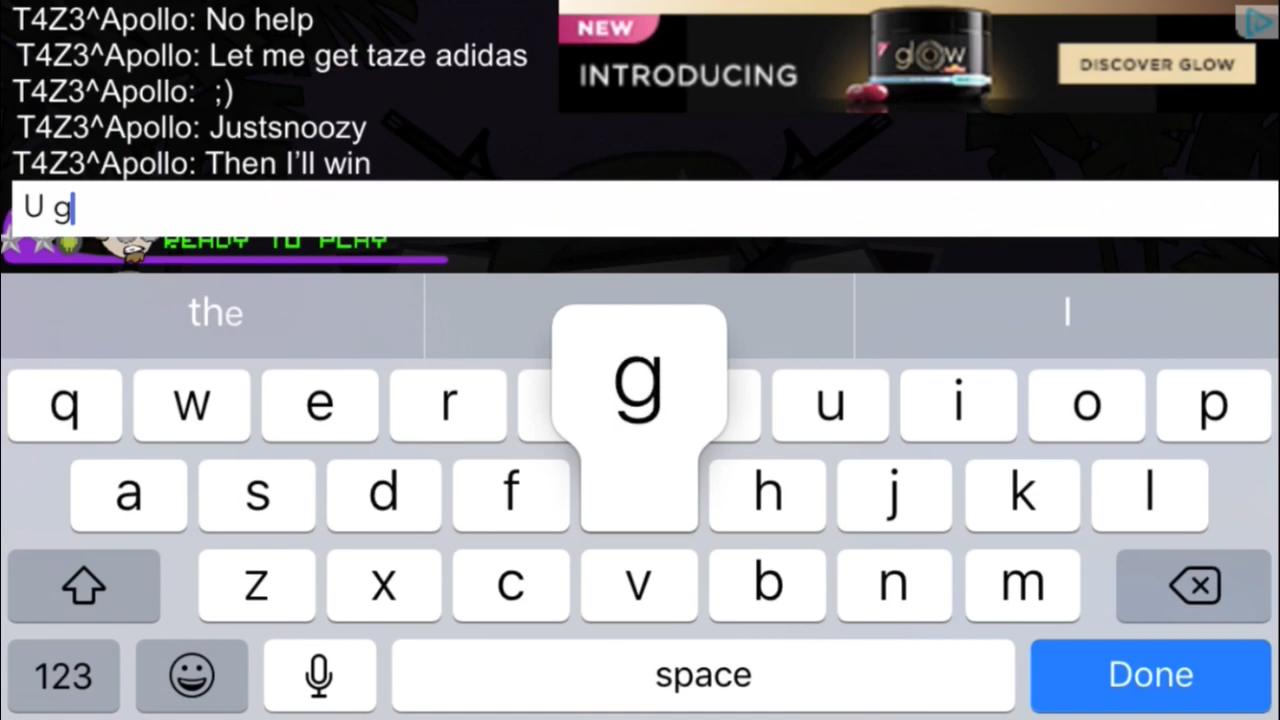 T4Z3^Apollo: No help
T4Z3^Apollo: Let me get taze adidas
T4Z3^Apollo: ;)
T4Z3^Apollo: Justsnoozy
T4Z3^Apollo: Then I'll win
NEW
INTRODUCING
glow
DISCOVER GLOW
U g
READY TO PLAY
the
I
q w e r u i o p
g
a s d f h j k l
z x c v b n m
123
space
Done